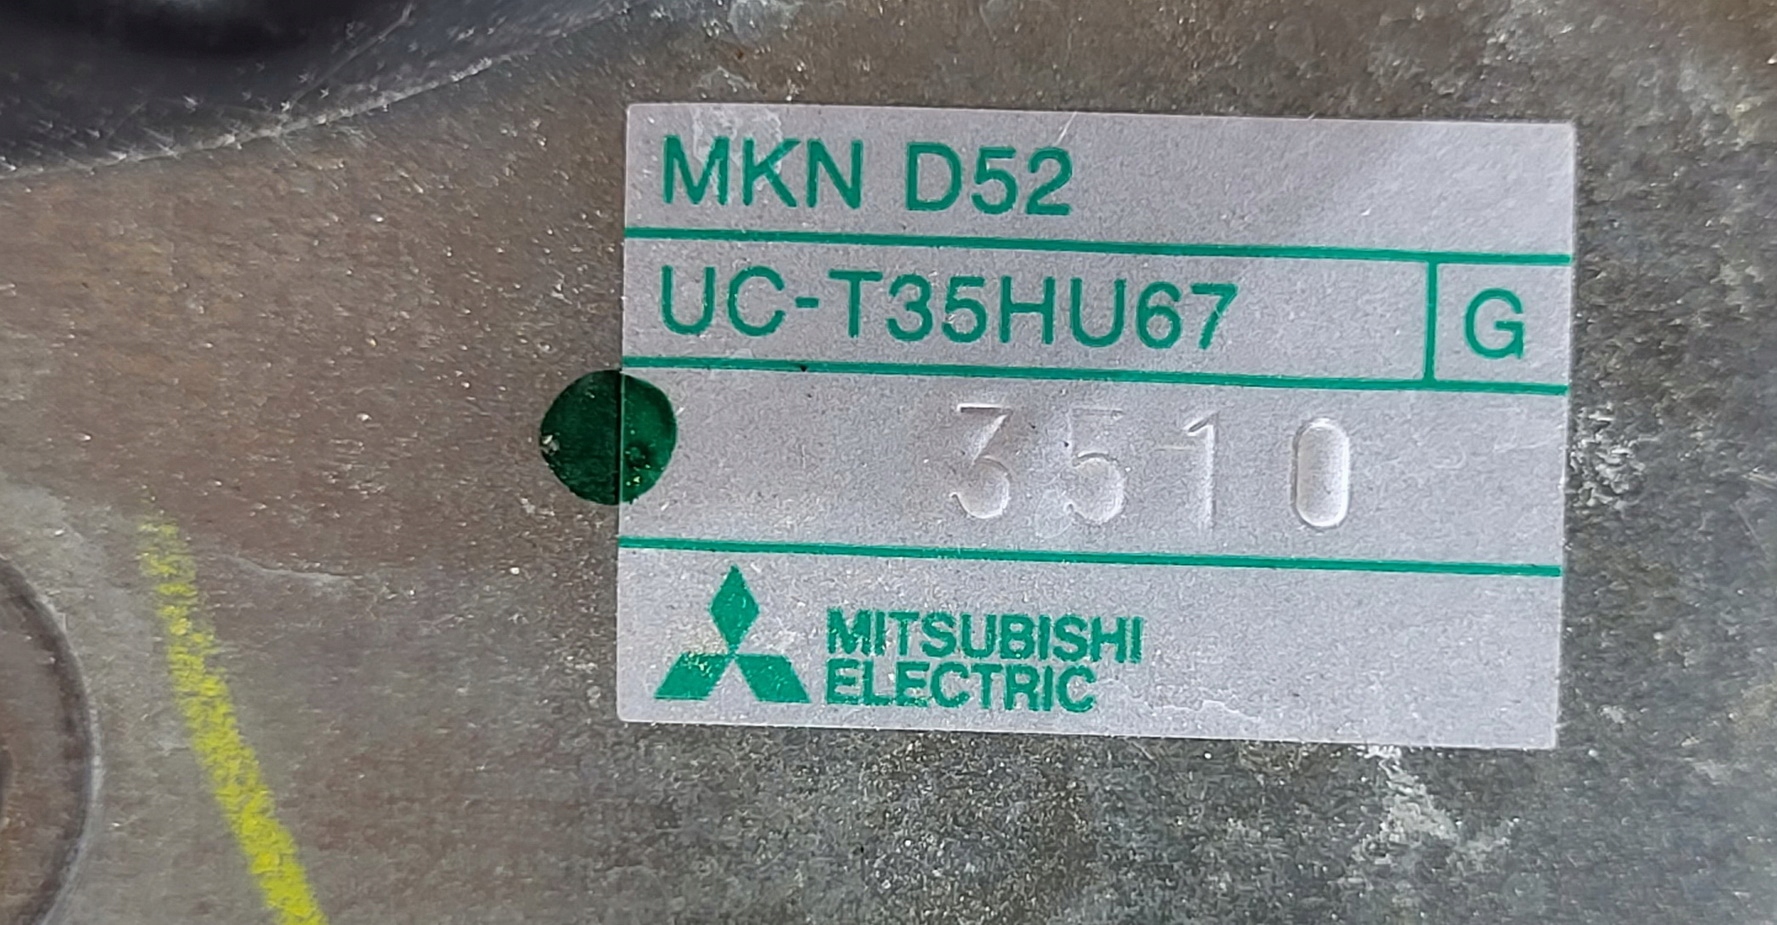 MKN D52
UC-T35HU67 G
3510
MITSUBISHI
ELECTRIC